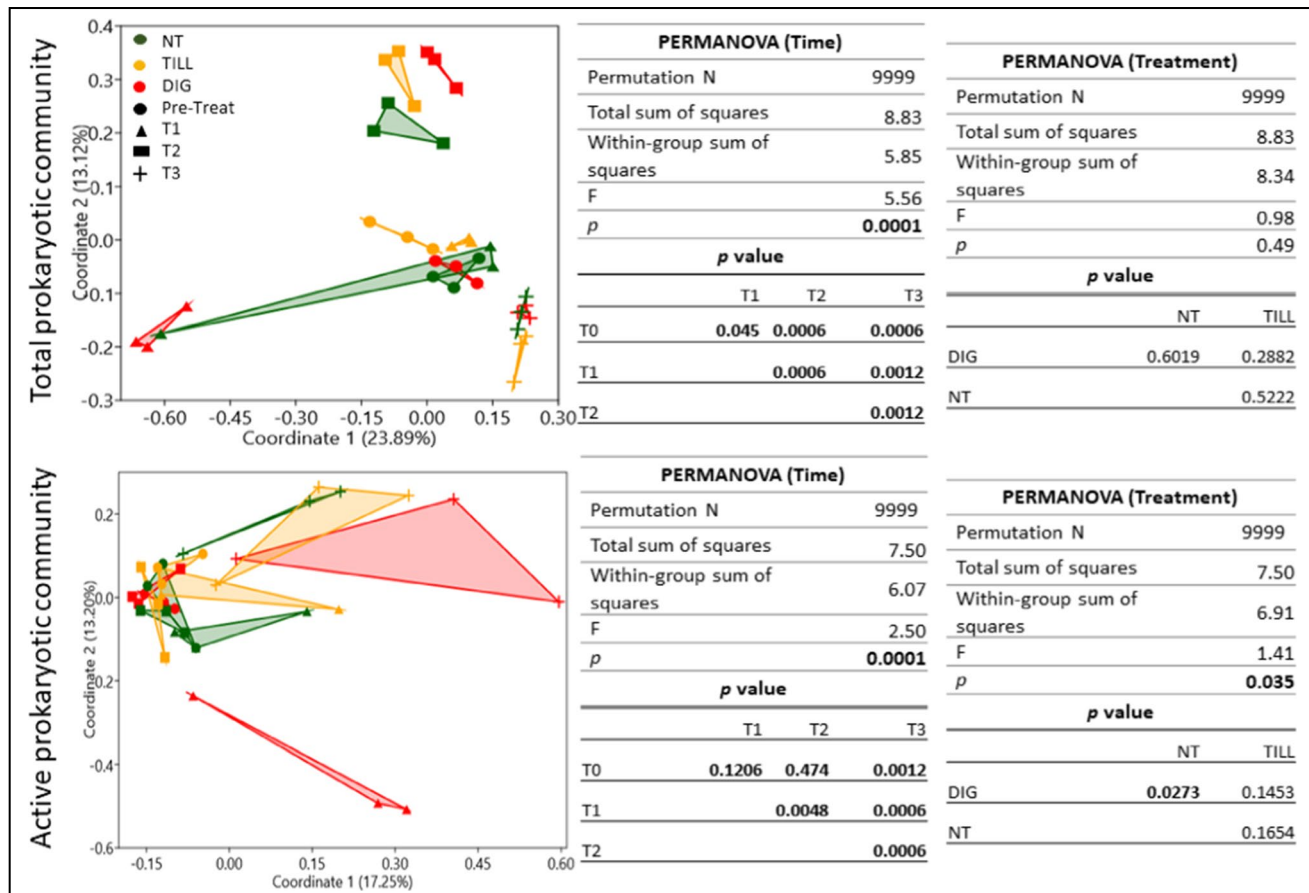 Total prokaryotic community
Coordinate 2 (13.12%)
0.4
0.3
0.2
0.1
0.0
-0.1
-0.2
-0.3
NT
TILL
DIG
Pre-Treat
T1
T2
T3
-0.60
-0.45
-0.30
-0.15
0.00
0.15
0.30
Coordinate 1 (23.89%)
PERMANOVA (Time)
Permutation N 9999
Total sum of squares 8.83
Within-group sum of
squares 5.85
F 5.56
p 0.0001
p value
T1 T2 T3
T0 0.045 0.0006 0.0006
T1 0.0006 0.0012
T2 0.0012
PERMANOVA (Treatment)
Permutation N 9999
Total sum of squares 8.83
Within-group sum of
squares 8.34
F 0.98
p 0.49
p value
NT TILL
DIG 0.6019 0.2882
NT 0.5222
Active prokaryotic community
Coordinate 2 (13.20%)
0.2
0.0
-0.2
-0.4
-0.6
-0.15
0.00
0.15
0.30
0.45
0.60
Coordinate 1 (17.25%)
PERMANOVA (Time)
Permutation N 9999
Total sum of squares 7.50
Within-group sum of
squares 6.07
F 2.50
p 0.0001
p value
T1 T2 T3
T0 0.1206 0.474 0.0012
T1 0.0048 0.0006
T2 0.0006
PERMANOVA (Treatment)
Permutation N 9999
Total sum of squares 7.50
Within-group sum of
squares 6.91
F 1.41
p 0.035
p value
NT TILL
DIG 0.0273 0.1453
NT 0.1654